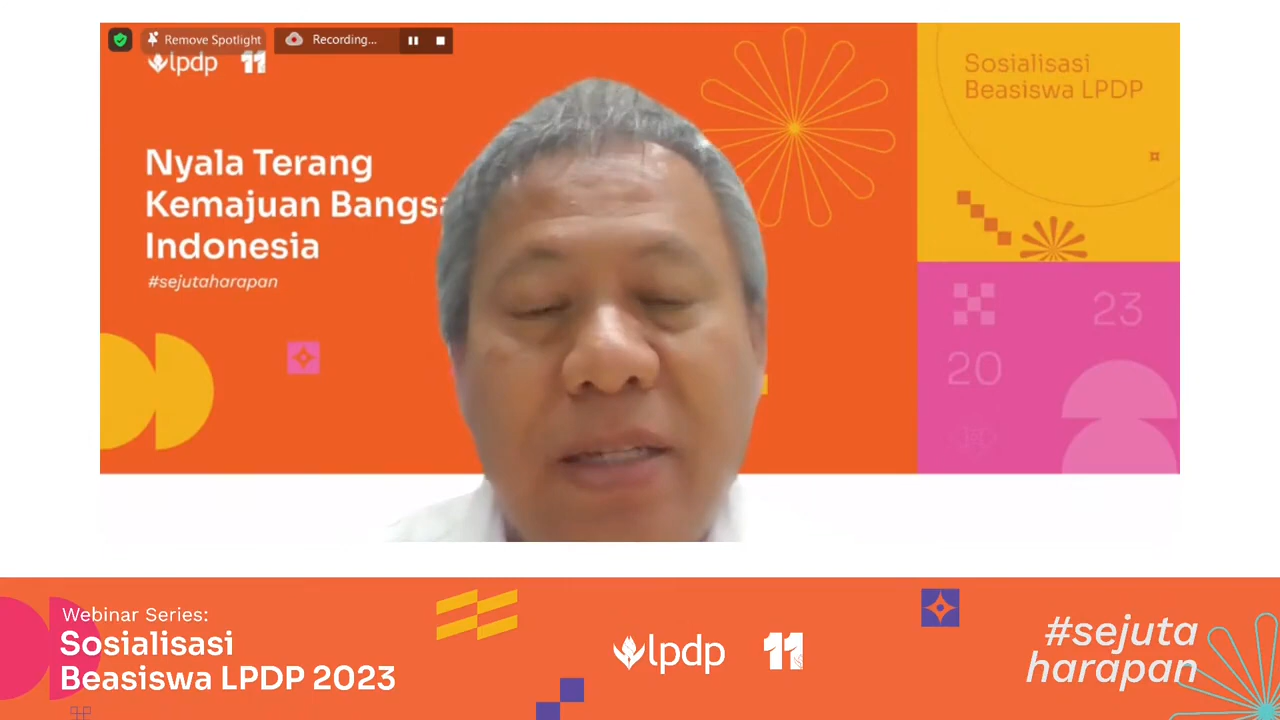 Remove Spotlight
Recording...
lpdp 11
Nyala Terang
Kemajuan Bangsa
Indonesia
#sejutaharapan
Sosialisasi
Beasiswa LPDP
23
20
Webinar Series:
Sosialisasi
Beasiswa LPDP 2023
lpdp 11
#sejuta
harapan